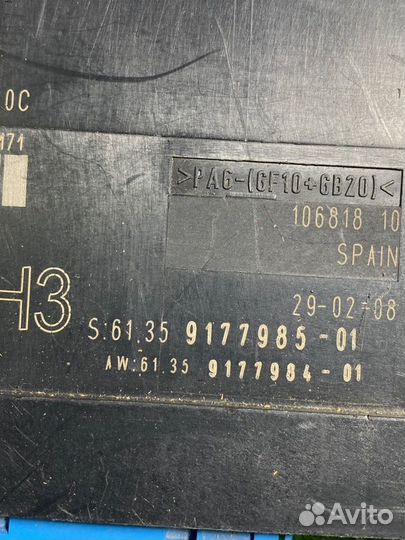 0C
171
>PA6-(GF10+GB20)<
106818 10
SPAIN
H3
29-02-08
S:61.35 9177985-01
AW:61.35 9177984-01
Avito